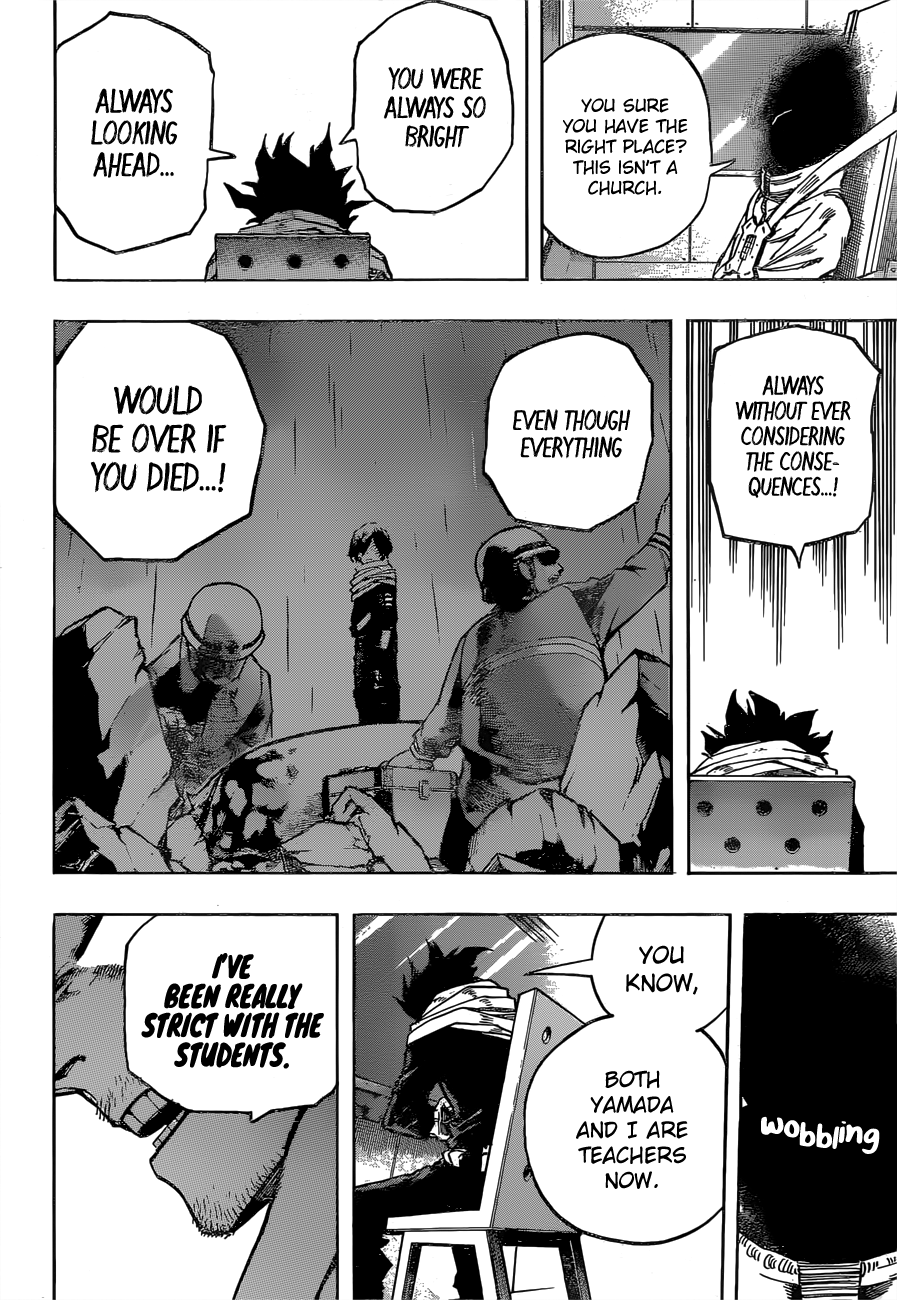 YOU SURE
YOU HAVE THE
RIGHT PLACE?
THIS ISN'T A
CHURCH.
YOU WERE
ALWAYS SO
BRIGHT
ALWAYS
LOOKING
AHEAD...
ALWAYS
WITHOUT EVER
CONSIDERING
THE CONSE-
QUENCES...!
EVEN THOUGH
EVERYTHING
WOULD
BE OVER IF
YOU DIED...!
wobbling
YOU
KNOW,
BOTH
YAMADA
AND I ARE
TEACHERS
NOW.
I'VE
BEEN REALLY
STRICT WITH THE
STUDENTS.